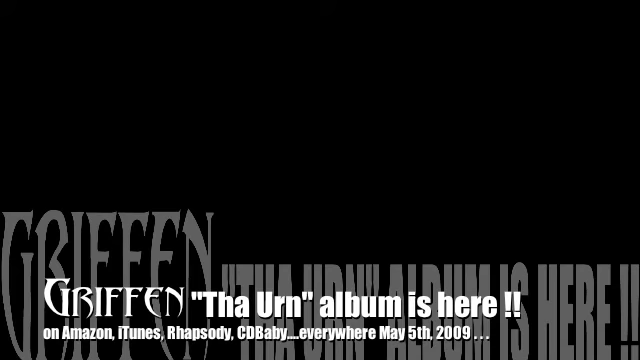 GRIFFEN "THA URN" ALBUM IS HERE !!
GRIFFEN "Tha Urn" album is here !!
on Amazon, iTunes, Rhapsody, CDBaby,...everywhere May 5th, 2009 . . .